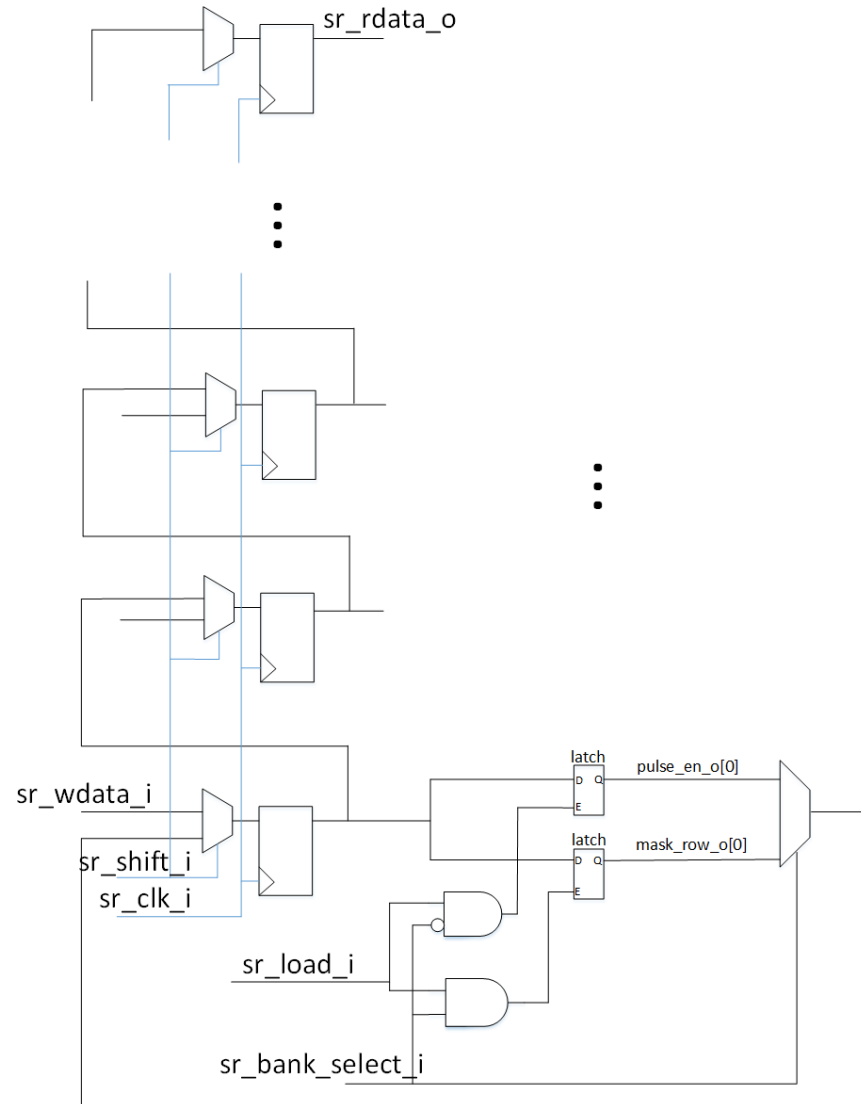 sr_rdata_o
latch
D Q
E
pulse_en_o[0]
sr_wdata_i
latch
D Q
E
mask_row_o[0]
sr_shift_i
sr_clk_i
sr_load_i
sr_bank_select_i